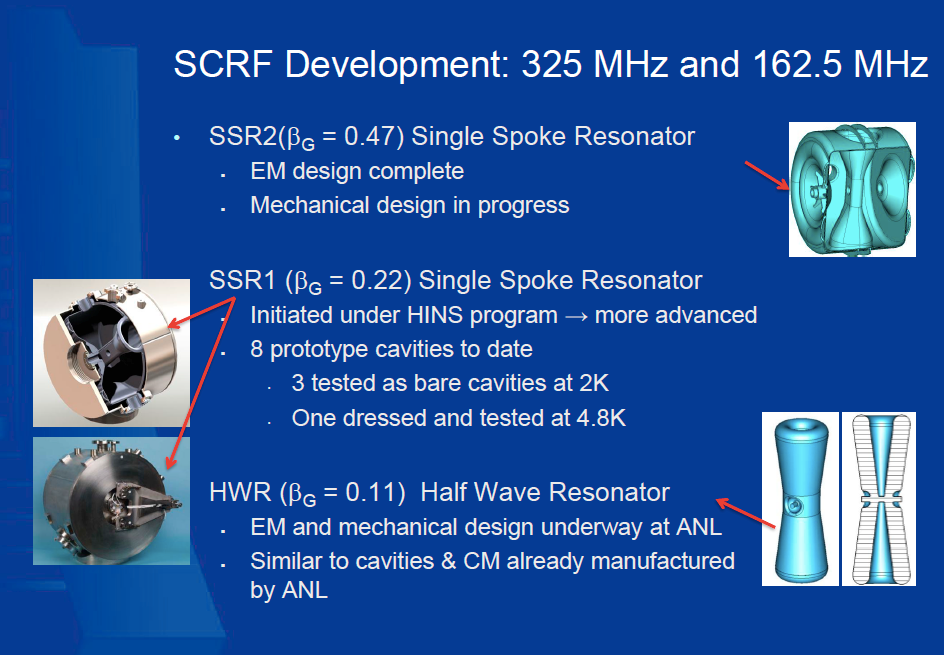 SCRF Development: 325 MHz and 162.5 MHz
• SSR2(βG = 0.47) Single Spoke Resonator
▪ EM design complete
▪ Mechanical design in progress
SSR1 (βG = 0.22) Single Spoke Resonator
▪ Initiated under HINS program → more advanced
▪ 8 prototype cavities to date
▪ 3 tested as bare cavities at 2K
▪ One dressed and tested at 4.8K
HWR (βG = 0.11) Half Wave Resonator
▪ EM and mechanical design underway at ANL
▪ Similar to cavities & CM already manufactured
by ANL